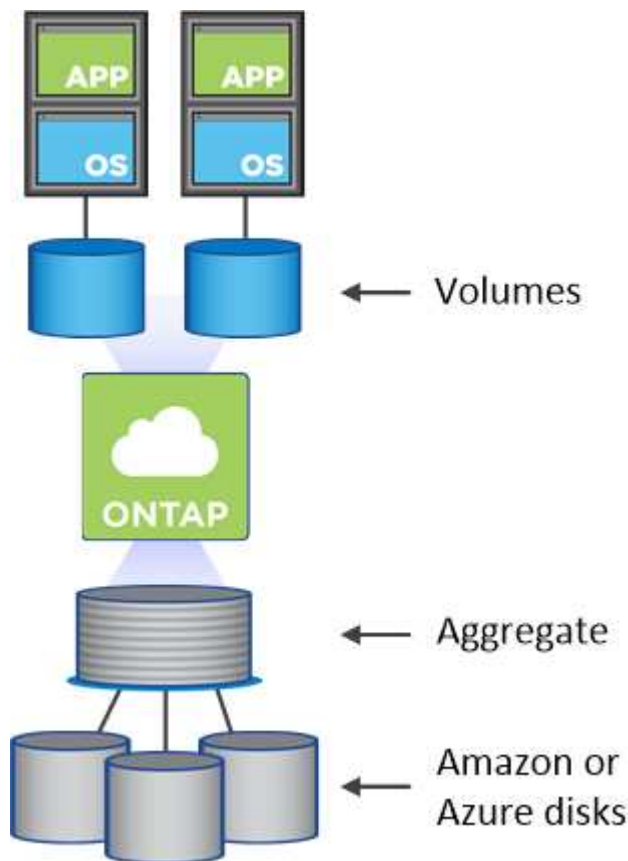 APP
APP
OS
OS
Volumes
ONTAP
Aggregate
Amazon or
Azure disks